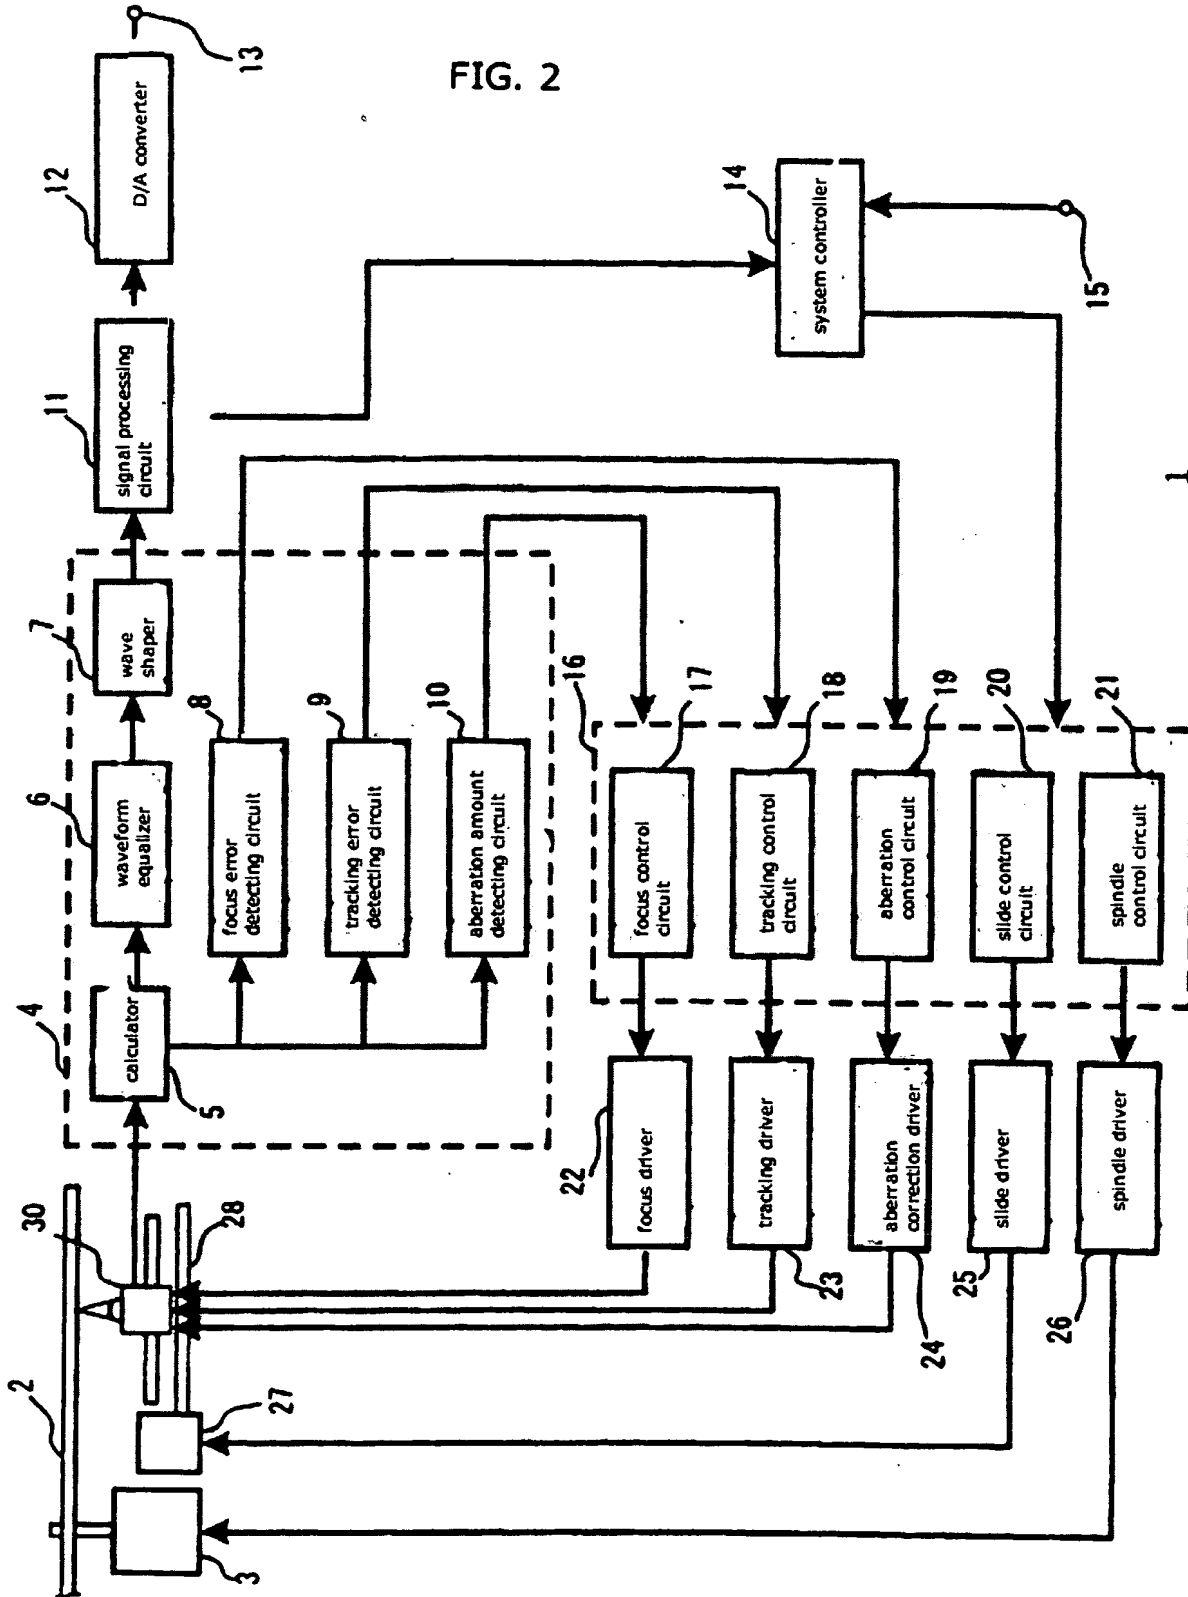 FIG. 2
1
2
3
30
28
27
4
calculator
5
6
waveform
equalizer
7
wave
shaper
8
focus error
detecting circuit
9
tracking error
detecting circuit
10
aberration amount
detecting circuit
11
signal processing
circuit
12
D/A converter
13
14
system controller
15
16
focus control
circuit
17
tracking control
circuit
18
aberration
control circuit
19
slide control
circuit
20
spindle
control circuit
21
22
focus driver
tracking driver
23
aberration
correction driver
24
slide driver
25
spindle driver
26